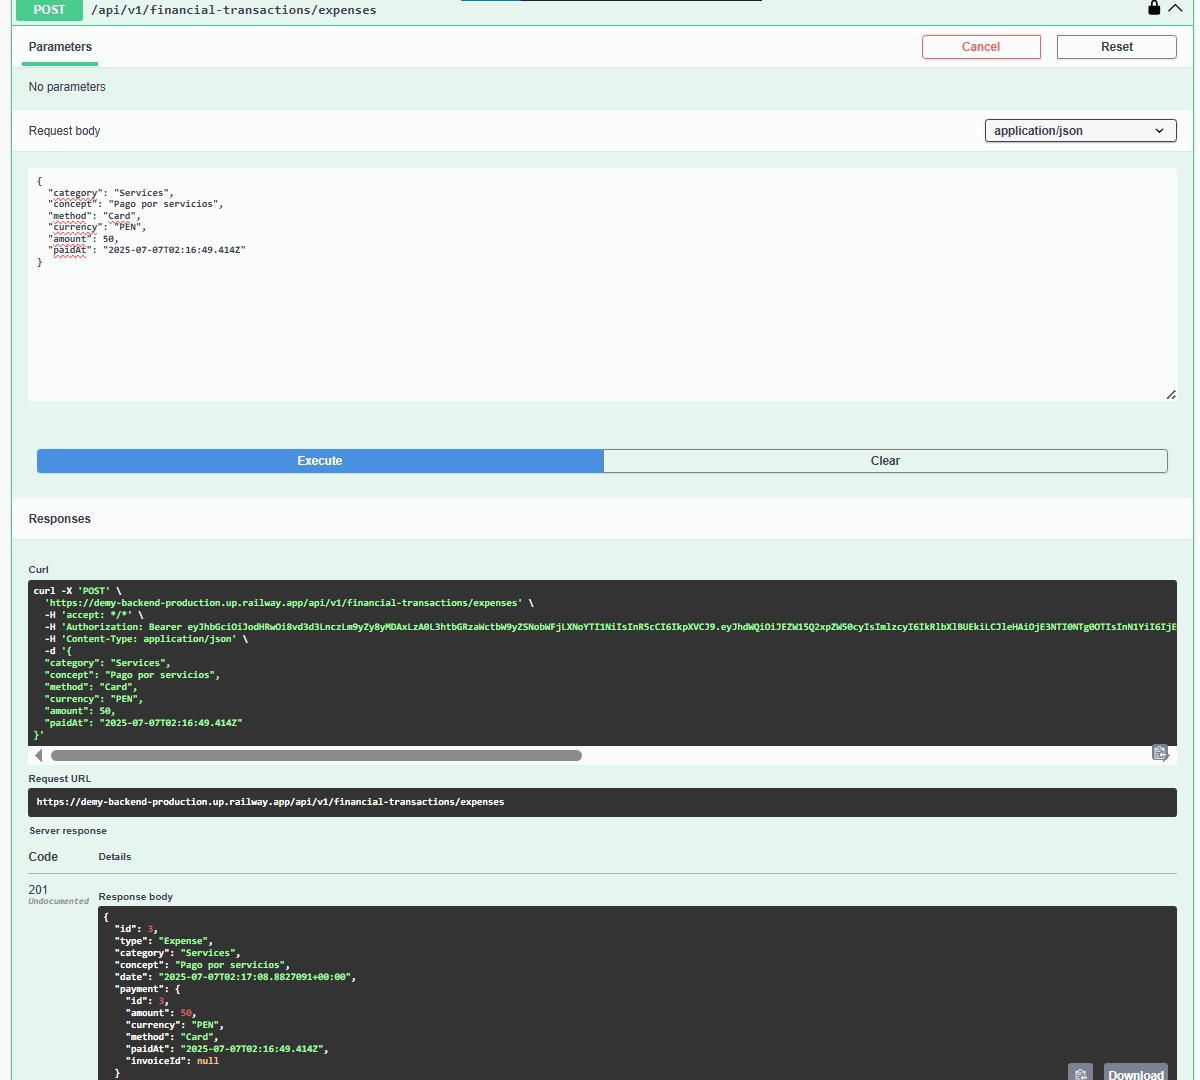 POST /api/v1/financial-transactions/expenses
Parameters
Cancel
Reset
No parameters
Request body
application/json
{
"category": "Services",
"concept": "Pago por servicios",
"method": "Card",
"currency": "PEN",
"amount": 50,
"paidAt": "2025-07-07T02:16:49.414Z"
}
Execute
Clear
Responses
Curl
curl -X 'POST' \
'https://demy-backend-production.up.railway.app/api/v1/financial-transactions/expenses' \
-H 'accept: */*' \
-H 'Authorization: Bearer
-H 'Content-Type: application/json' \
-d '{
"category": "Services",
"concept": "Pago por servicios",
"method": "Card",
"currency": "PEN",
"amount": 50,
"paidAt": "2025-07-07T02:16:49.414Z"
}'
Request URL
https://demy-backend-production.up.railway.app/api/v1/financial-transactions/expenses
Server response
Code
Details
201
Undocumented
Response body
{
"id": 3,
"type": "Expense",
"category": "Services",
"concept": "Pago por servicios",
"date": "2025-07-07T02:17:08.8827091+00:00",
"payment": {
"id": 3,
"amount": 50,
"currency": "PEN",
"method": "Card",
"paidAt": "2025-07-07T02:16:49.414Z",
"invoiceId": null
}
Download